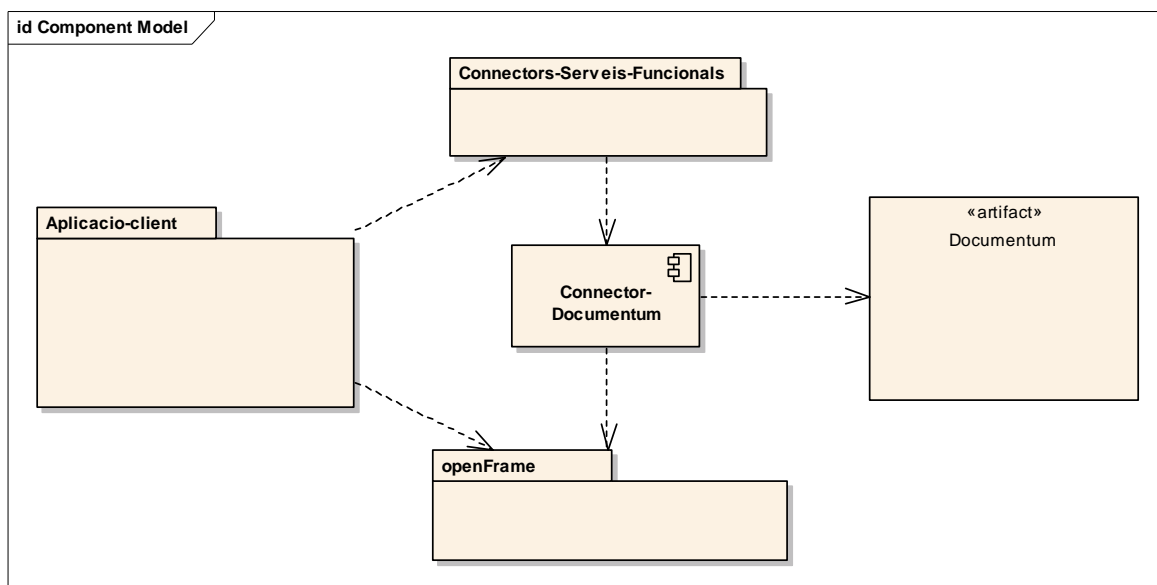 id Component Model
Connectors-Serveis-Funcionals
Aplicacio-client
«artifact»
Documentum
Connector-
Documentum
openFrame